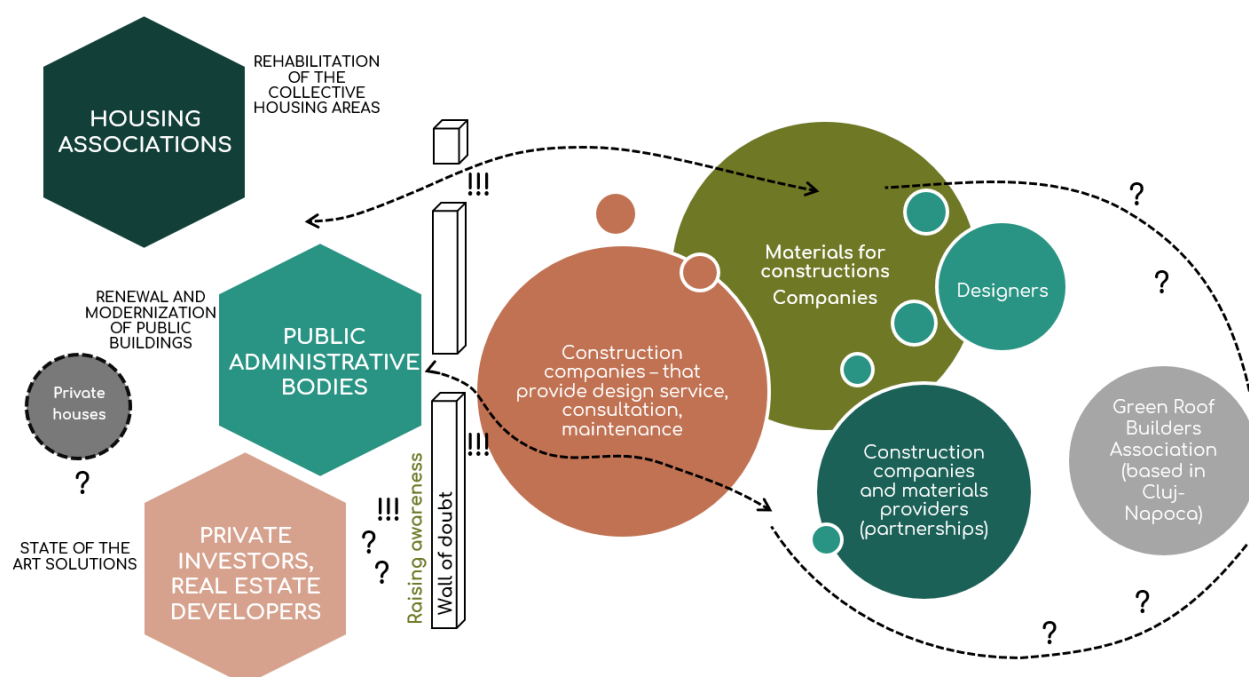 HOUSING
ASSOCIATIONS
REHABILITATION
OF THE
COLLECTIVE
HOUSING AREAS
!!!
RENEWAL AND
MODERNIZATION
OF PUBLIC
BUILDINGS
PUBLIC
ADMINISTRATIVE
BODIES
Private
houses
?
STATE OF THE
ART SOLUTIONS
PRIVATE
INVESTORS,
REAL ESTATE
DEVELOPERS
!!!
?
?
Raising awareness
Wall of doubt
!!!
Construction
companies – that
provide design service,
consultation,
maintenance
Materials for
constructions
Companies
Designers
Construction
companies
and materials
providers
(partnerships)
?
?
Green Roof
Builders
Association
(based in
Cluj-
Napoca)
?
?